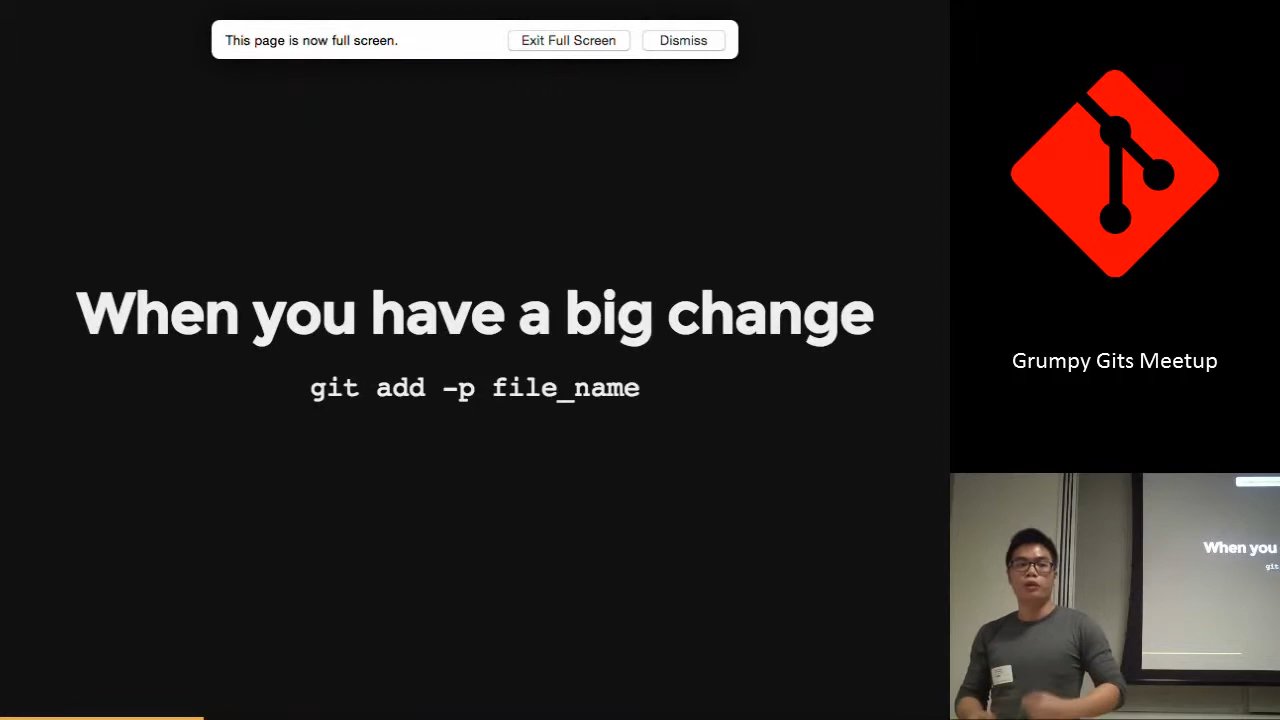 This page is now full screen.
Exit Full Screen
Dismiss
When you have a big change
git add -p file_name
Grumpy Gits Meetup
When you
git